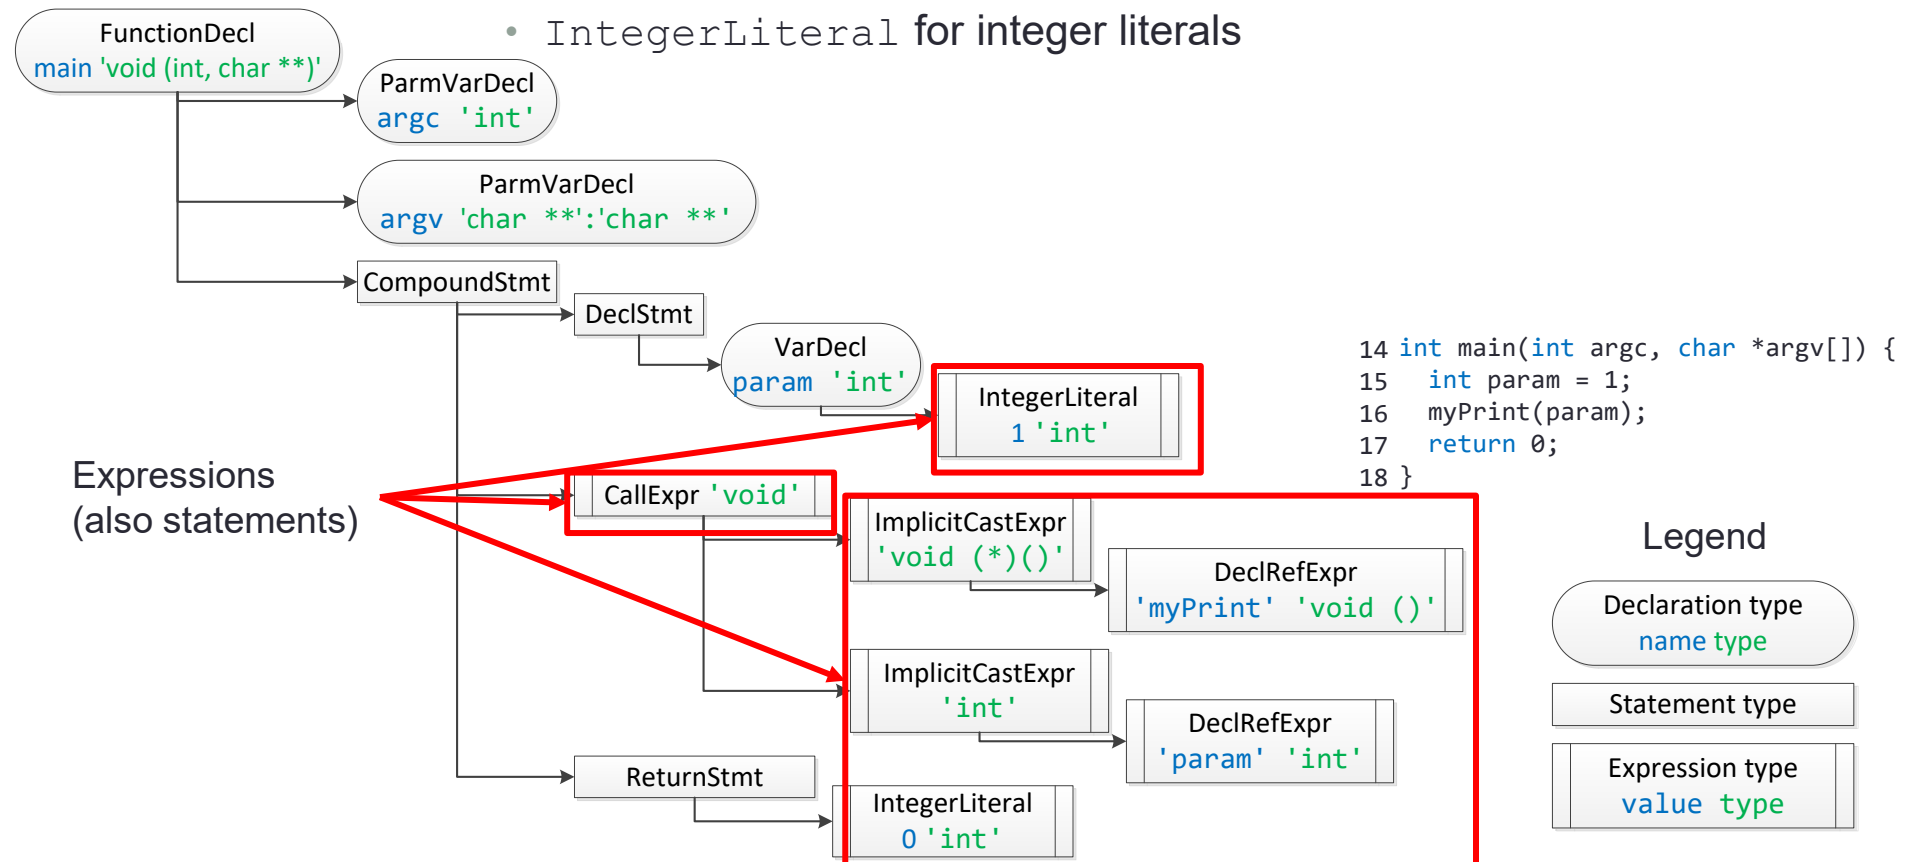 • IntegerLiteral for integer literals
FunctionDecl
main 'void (int, char **)'
ParmVarDecl
argc 'int'
ParmVarDecl
argv 'char **':'char **'
CompoundStmt
DeclStmt
VarDecl
param 'int'
IntegerLiteral
1 'int'
14 int main(int argc, char *argv[]) {
15 int param = 1;
16 myPrint(param);
17 return 0;
18 }
Expressions
(also statements)
CallExpr 'void'
ImplicitCastExpr
'void (*)()'
DeclRefExpr
'myPrint' 'void ()'
ImplicitCastExpr
'int'
DeclRefExpr
'param' 'int'
ReturnStmt
IntegerLiteral
0 'int'
Legend
Declaration type
name type
Statement type
Expression type
value type